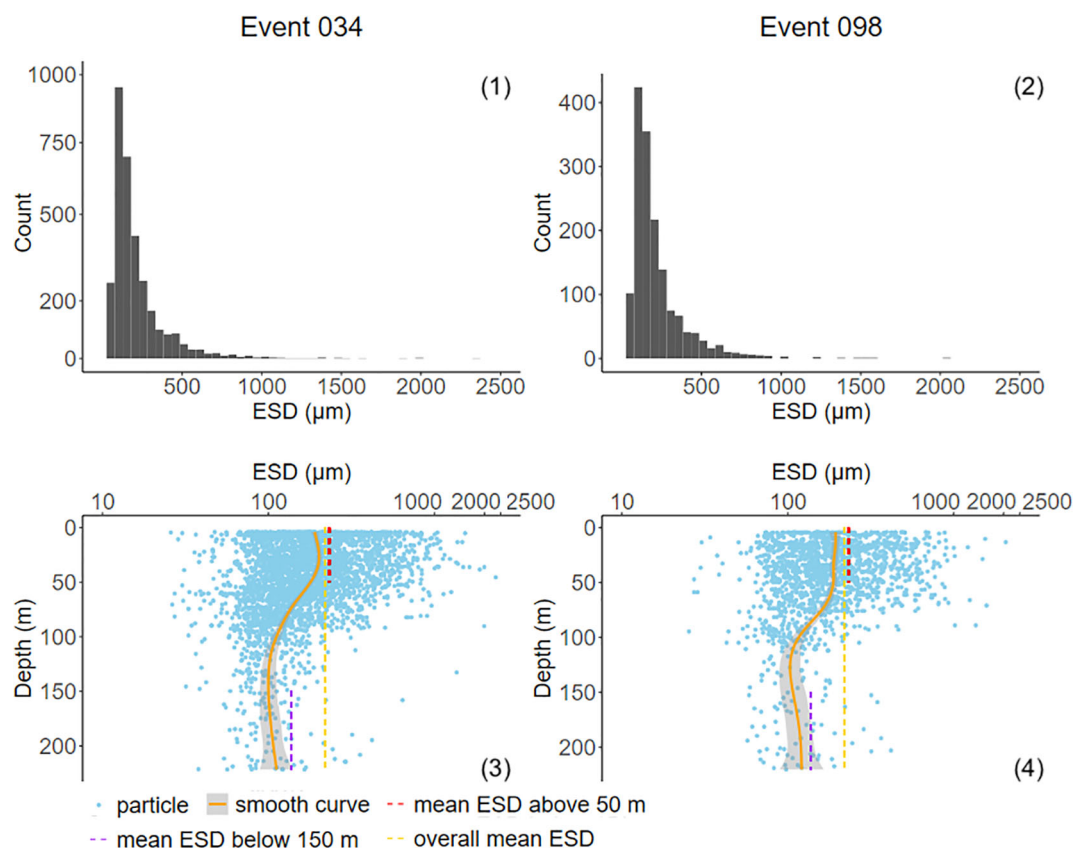 Event 034
Event 098
(1)
1000
750
500
200
0
Count
500 1000 1500 2000 2500
ESD (µm)
(2)
400
300
200
100
0
Count
500 1000 1500 2000 2500
ESD (µm)
ESD (µm)
10 100 1000 2000 2500
0
50
100
150
200
Depth (m)
(3)
ESD (µm)
10 100 1000 2000 2500
0
50
100
150
200
Depth (m)
(4)
particle smooth curve mean ESD above 50 m
mean ESD below 150 m overall mean ESD